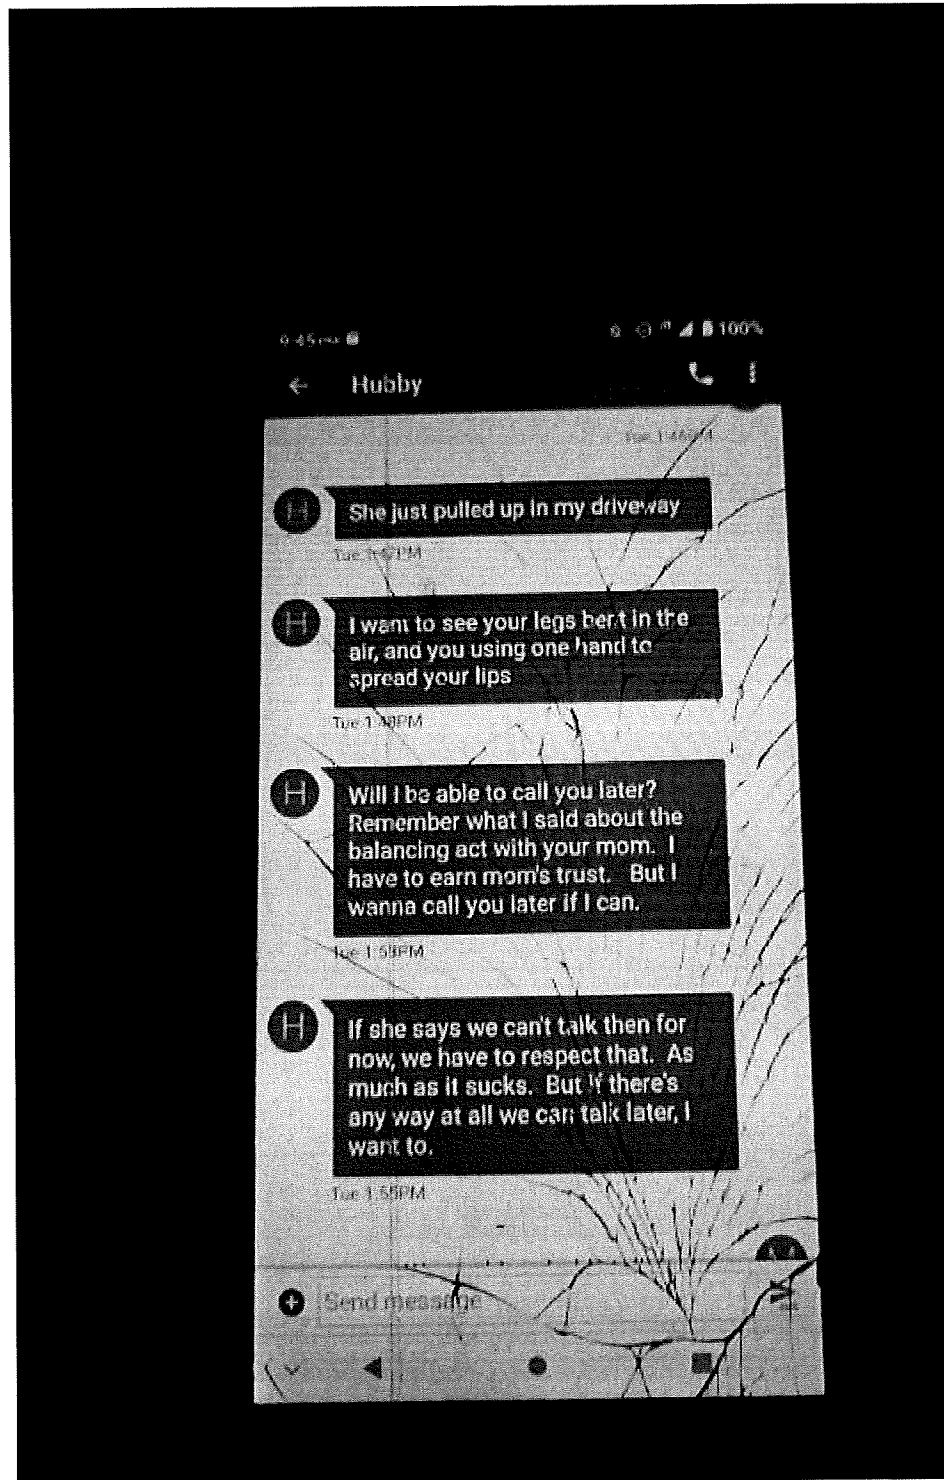 Hubby
100%
She just pulled up in my driveway
I want to see your legs bent in the
air, and you using one hand to
spread your lips
Will I be able to call you later?
Remember what I said about the
balancing act with your mom. I
have to earn mom's trust. But I
wanna call you later if I can.
Tue 1:55PM
If she says we can't talk then for
now, we have to respect that. As
much as it sucks. But if there's
any way at all we can talk later, I
want to.
Tue 1:55PM
Send message